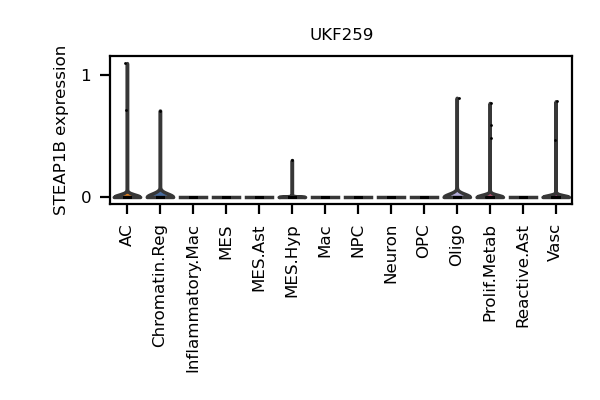 UKF259
STEAP1B expression
1
0
AC
Chromatin.Reg
Inflammatory.Mac
MES
MES.Ast
MES.Hyp
Mac
NPC
Neuron
OPC
Oligo
Prolif.Metab
Reactive.Ast
Vasc